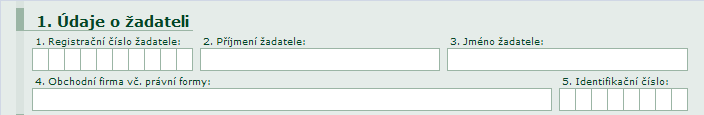 1. Údaje o žadateli
1. Registrační číslo žadatele: 2. Příjmení žadatele: 3. Jméno žadatele:
4. Obchodní firma vč. právní formy: 5. Identifikační číslo: